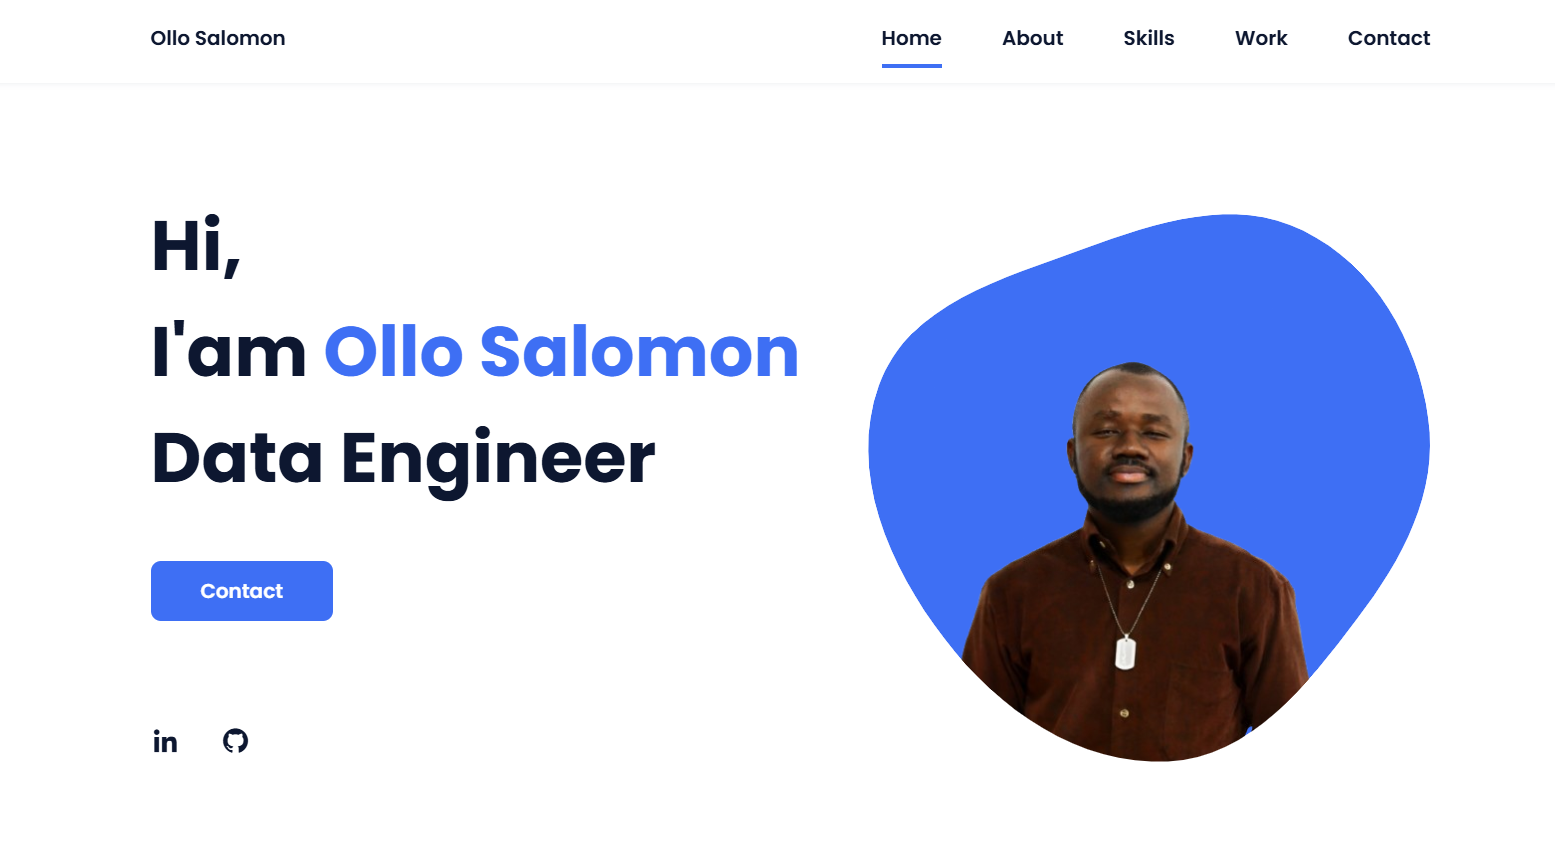 Ollo Salomon
Home About Skills Work Contact
Hi,
I'am Ollo Salomon
Data Engineer
Contact
in